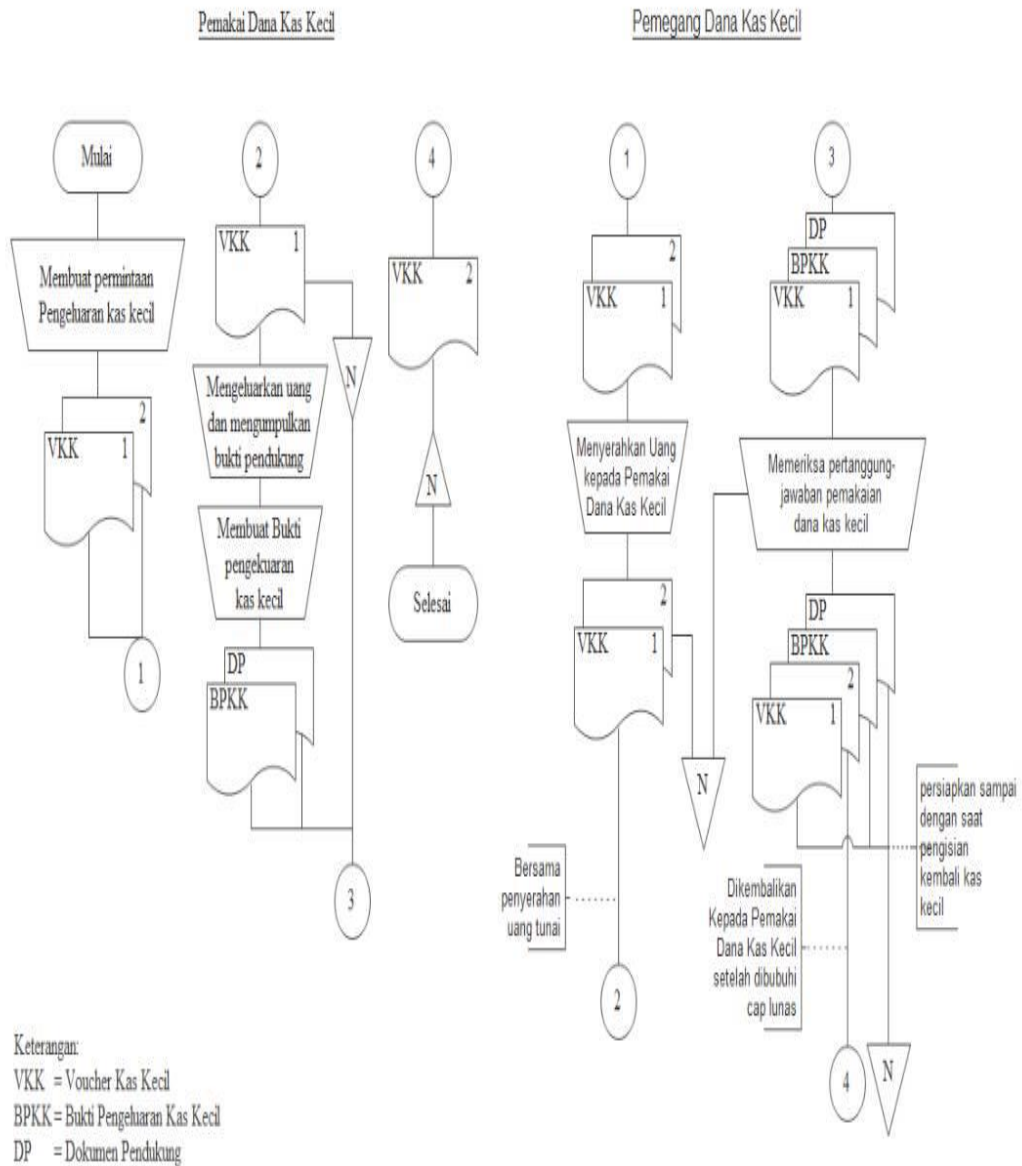 Pemakai Dana Kas Kecil
Mulai
Membuat permintaan
Pengeluaran kas kecil
2
VKK 1
1
2
VKK 1
N
Mengeluarkan uang
dan mengumpulkan
bukti pendukung
Membuat Bukti
pengekuaran
kas kecil
DP
BPKK
3
4
VKK 2
N
Selesai
Pemegang Dana Kas Kecil
1
2
VKK 1
Menyerahkan Uang
kepada Pemakai
Dana Kas Kecil
2
VKK 1
N
Bersama
penyerahan
uang tunai
2
3
DP
BPKK
VKK 1
Memeriksa pertanggung-
jawaban pemakaian
dana kas kecil
DP
BPKK
2
VKK 1
persiapkan sampai
dengan saat
pengisian
kembali kas
kecil
Dikembalikan
Kepada Pemakai
Dana Kas Kecil
setelah dibubuhi
cap lunas
4
N
Keterangan:
VKK = Voucher Kas Kecil
BPKK = Bukti Pengeluaran Kas Kecil
DP = Dokumen Pendukung